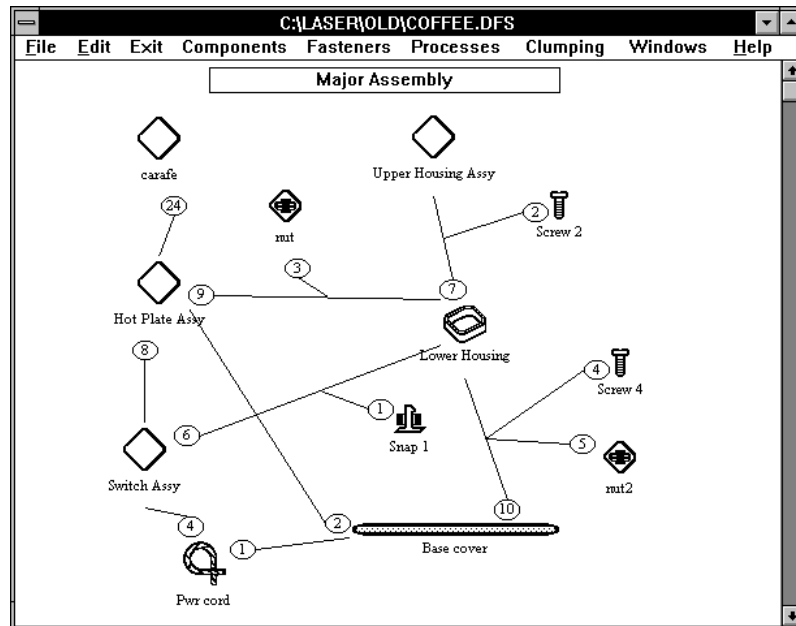 C:\LASER\OLD\COFFEE.DFS
File Edit Exit Components Fasteners Processes Clumping Windows Help
Major Assembly
carafe
Upper Housing Assy
24
nut
2
Screw 2
3
9
7
Hot Plate Assy
Lower Housing
8
4
Screw 4
1
6
Snap 1
5
nut2
Switch Assy
10
4
2
1
Base cover
Pwr cord